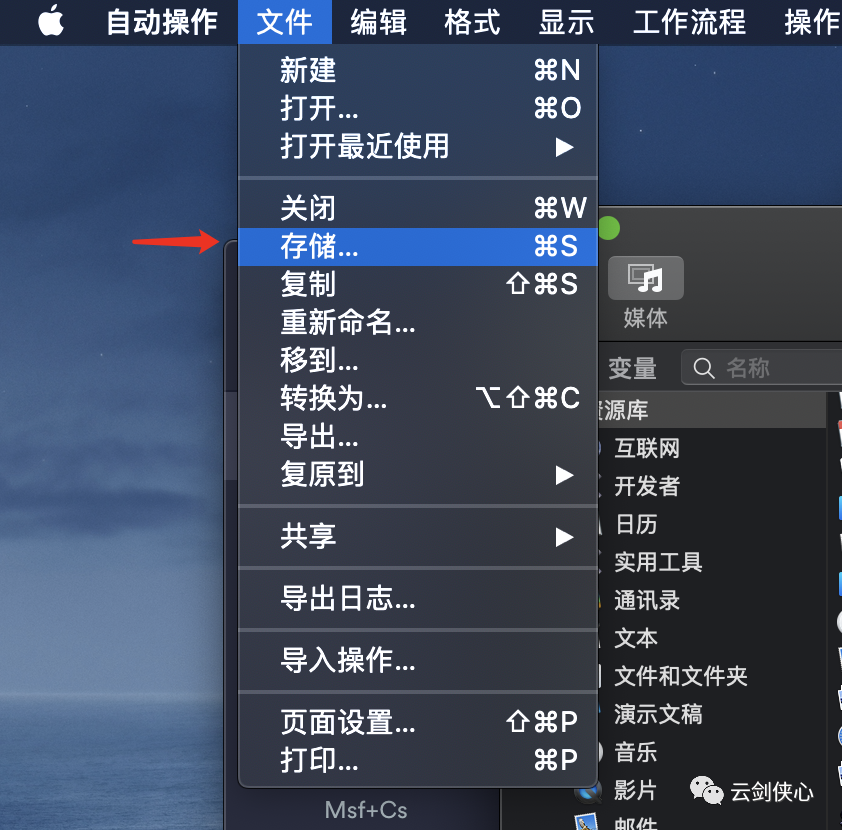 自动操作 文件 编辑 格式 显示 工作流程 操作
新建 ⌘N
打开... ⌘O
打开最近使用 ▶
关闭 ⌘W
存储... ⌘S
复制 ⇧⌘S
重新命名...
移到...
转换为... ⌥⇧⌘C
导出...
复原到 ▶
共享 ▶
导出日志...
导入操作...
页面设置... ⇧⌘P
打印... ⌘P
媒体
变量 名称
资源库
互联网
开发者
日历
实用工具
通讯录
文本
文件和文件夹
演示文稿
音乐
影片
邮件
云剑侠心
Msf+Cs